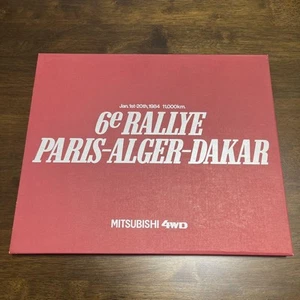 Jan. 1st-20th, 1984 11,000km.
6e RALLYE
PARIS-ALGER-DAKAR
MITSUBISHI 4WD